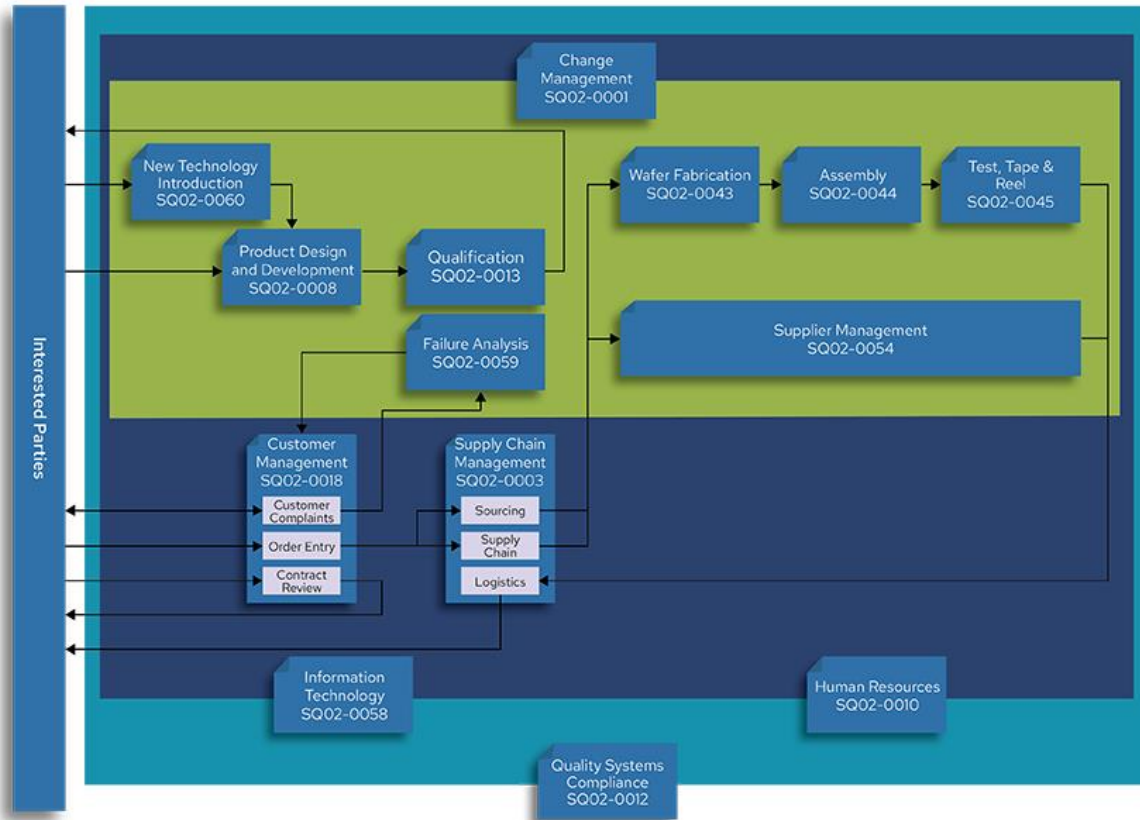 Interested Parties
Change
Management
SQ02-0001
New Technology
Introduction
SQ02-0060
Product Design
and Development
SQ02-0008
Qualification
SQ02-0013
Wafer Fabrication
SQ02-0043
Assembly
SQ02-0044
Test, Tape &
Reel
SQ02-0045
Supplier Management
SQ02-0054
Failure Analysis
SQ02-0059
Customer
Management
SQ02-0018
Customer
Complaints
Order Entry
Contract
Review
Supply Chain
Management
SQ02-0003
Sourcing
Supply
Chain
Logistics
Information
Technology
SQ02-0058
Human Resources
SQ02-0010
Quality Systems
Compliance
SQ02-0012